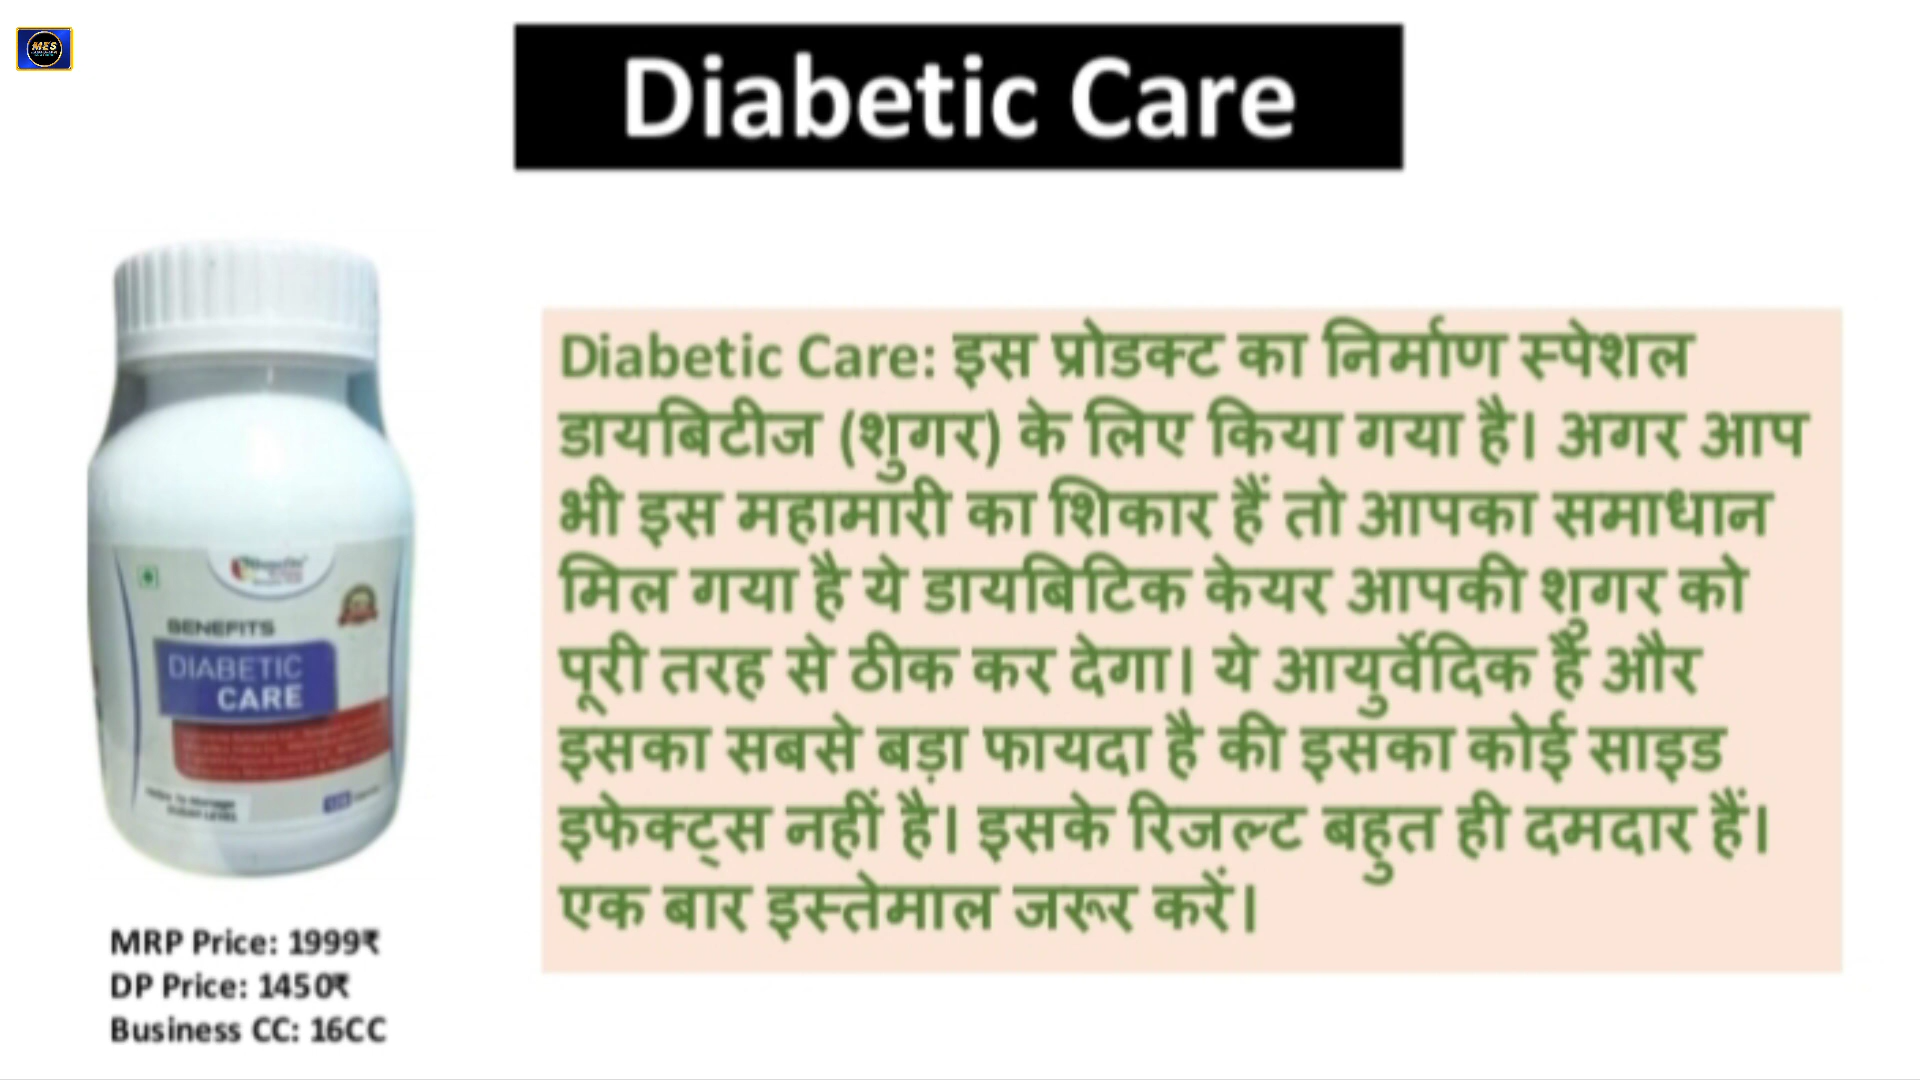 MES
Diabetic Care
BENEFITS
DIABETIC
CARE
Diabetic Care: इस प्रोडक्ट का निर्माण स्पेशल
डायबिटीज (शुगर) के लिए किया गया है। अगर आप
भी इस महामारी का शिकार हैं तो आपका समाधान
मिल गया है ये डायबिटिक केयर आपकी शुगर को
पूरी तरह से ठीक कर देगा। ये आयुर्वेदिक है और
इसका सबसे बड़ा फायदा है की इसका कोई साइड
इफेक्ट्स नहीं है। इसके रिजल्ट बहुत ही दमदार हैं।
एक बार इस्तेमाल जरूर करें।
MRP Price: 1999₹
DP Price: 1450₹
Business CC: 16CC